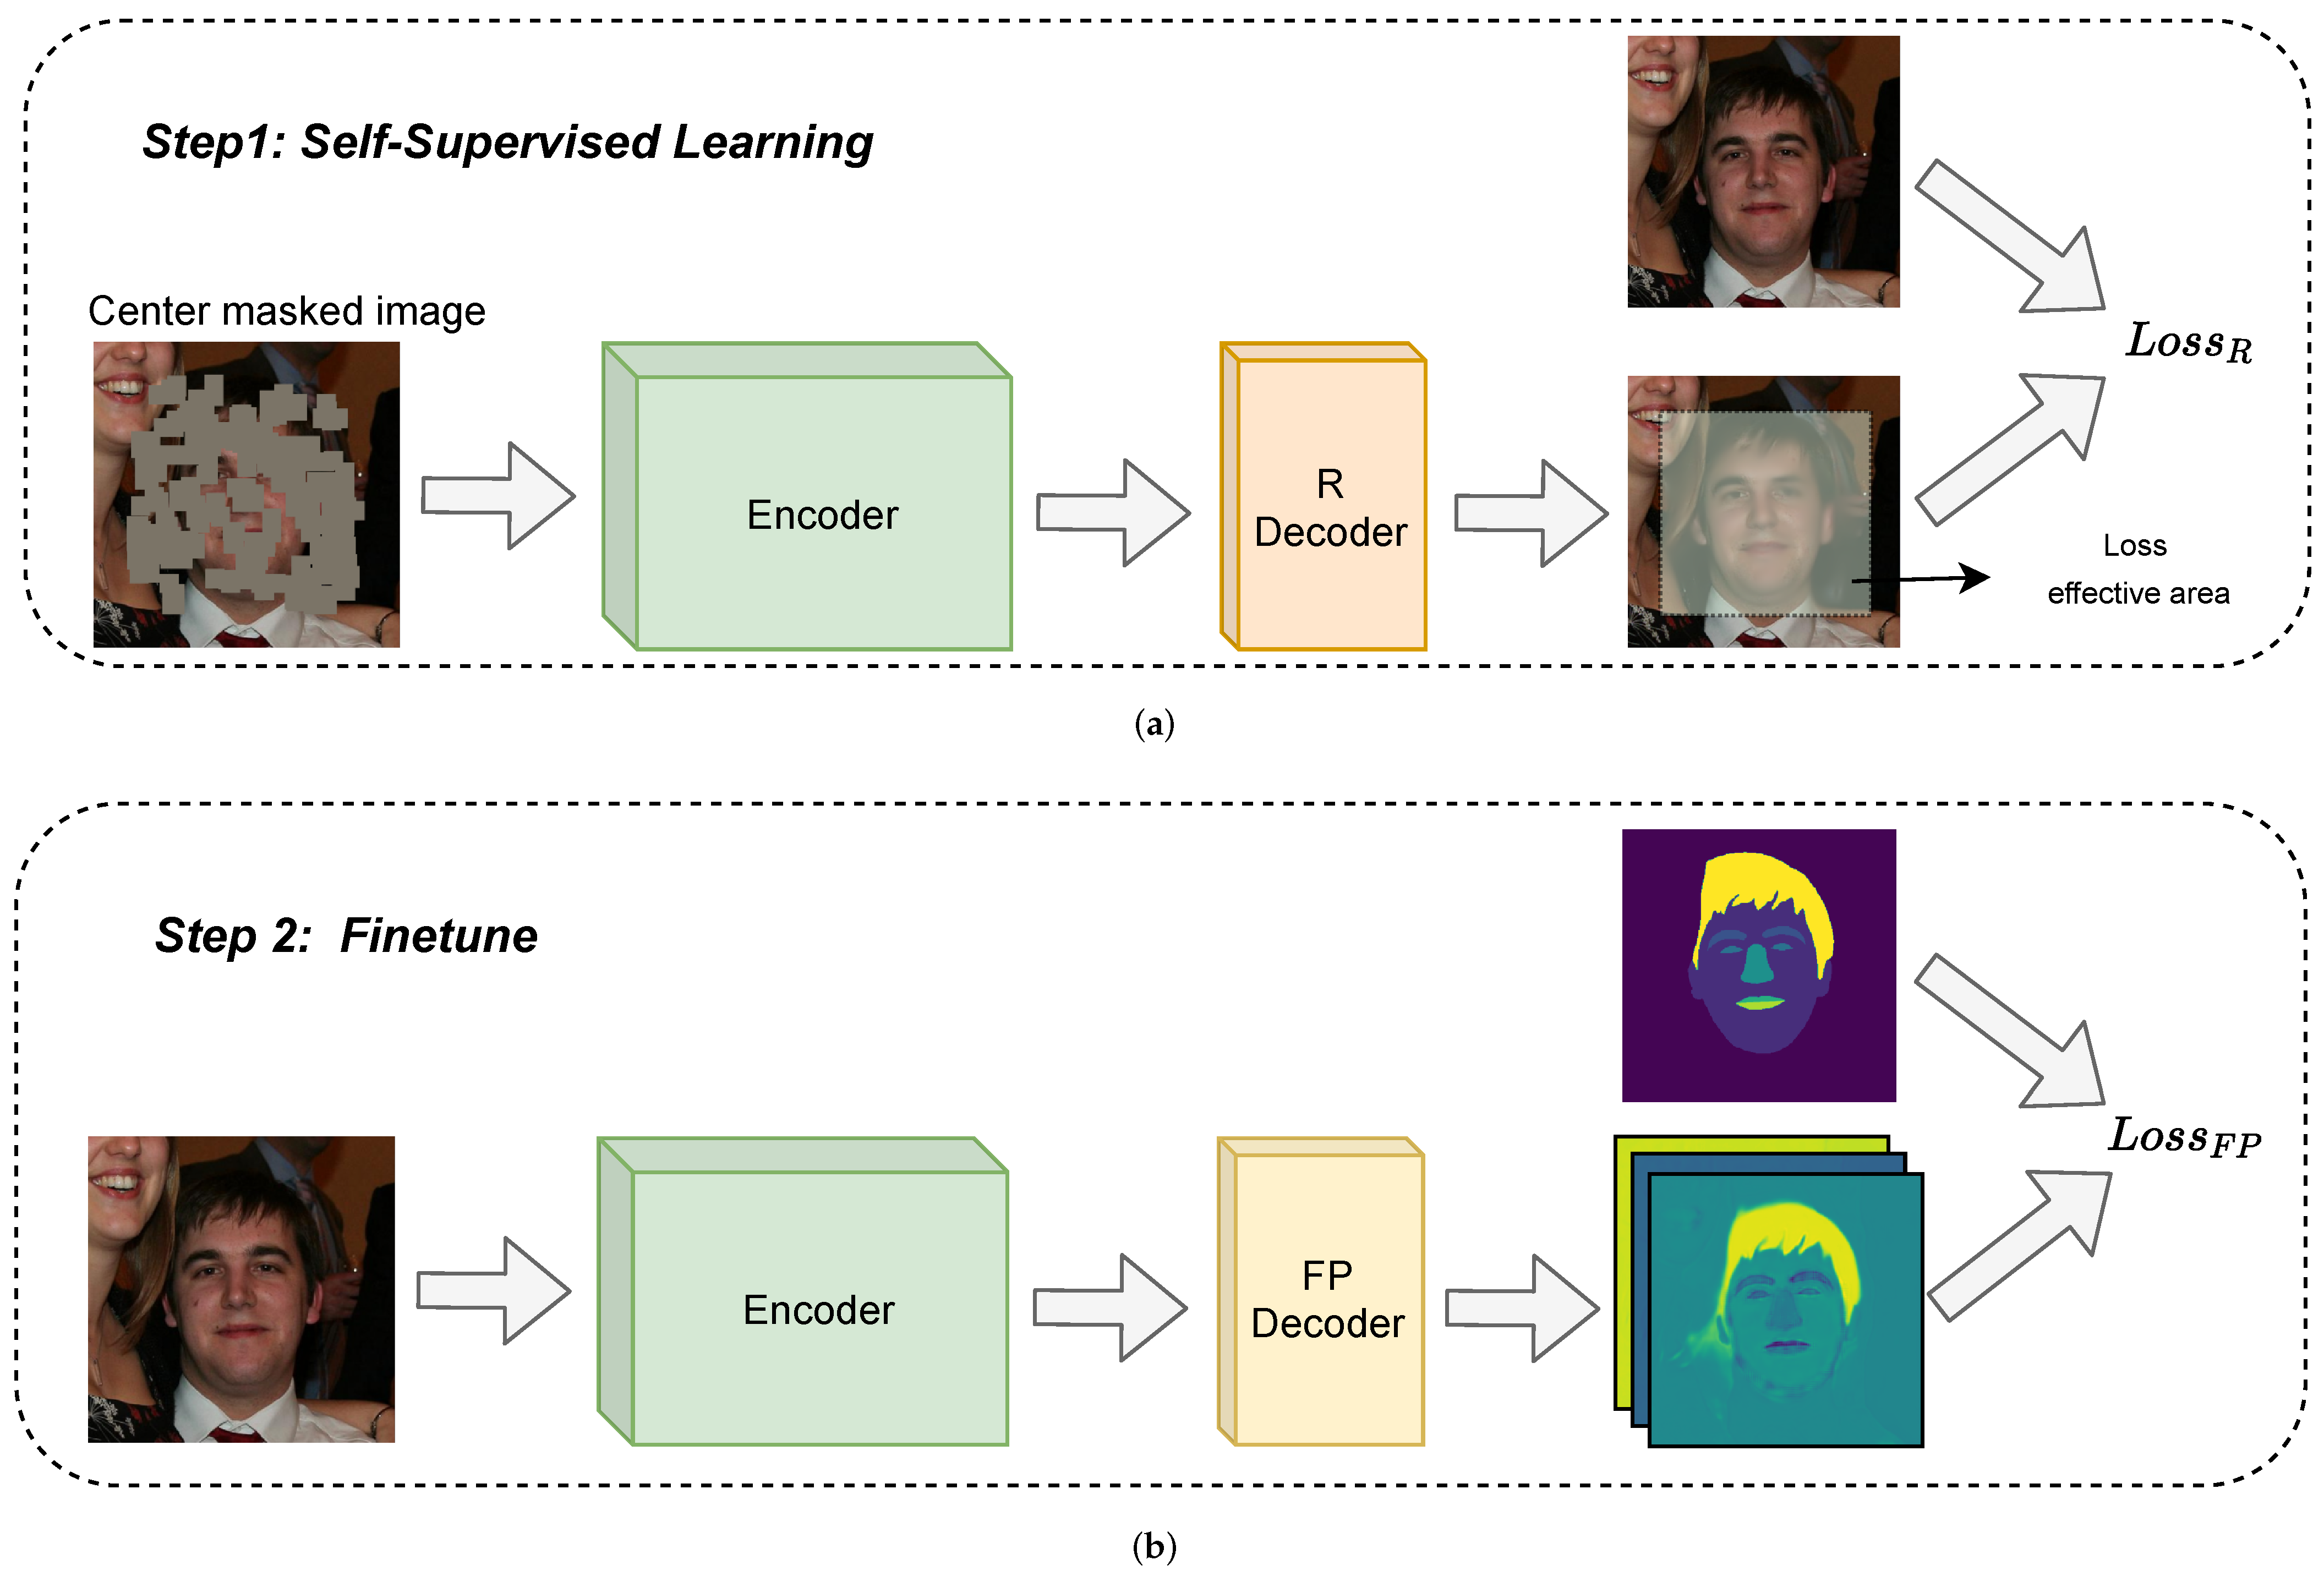 Step1: Self-Supervised Learning
Center masked image
Encoder
R
Decoder
Loss_R
Loss
effective area
(a)
Step 2: Finetune
Encoder
FP
Decoder
Loss_FP
(b)